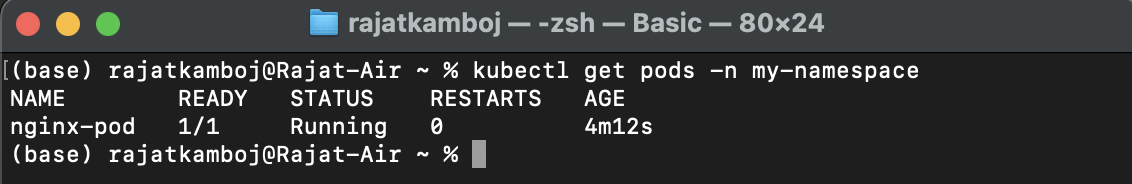 rajatkamboj — -zsh — Basic — 80×24
[(base) rajatkamboj@Rajat-Air ~ % kubectl get pods -n my-namespace
NAME        READY   STATUS    RESTARTS   AGE
nginx-pod   1/1     Running   0          4m12s
(base) rajatkamboj@Rajat-Air ~ %